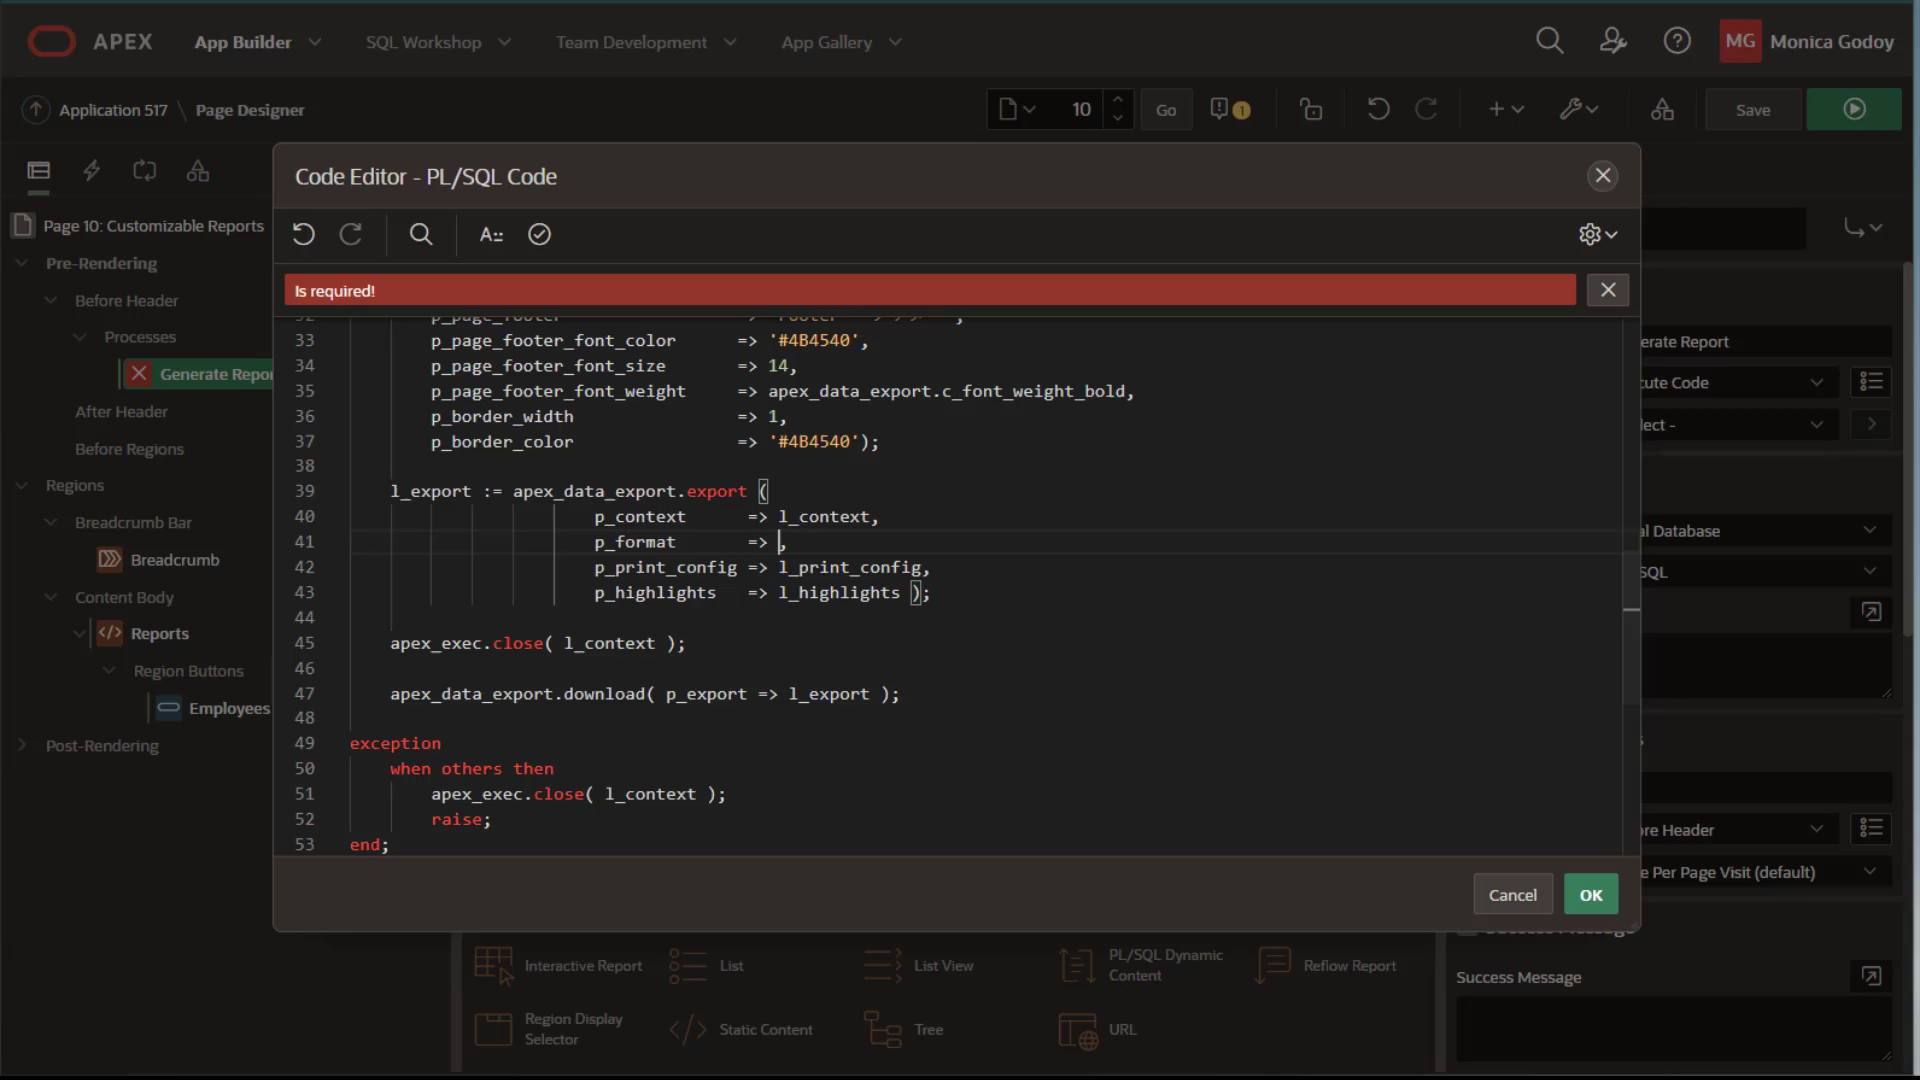 APEX
App Builder
SQL Workshop
Team Development
App Gallery
MG
Monica Godoy
Application 517 \ Page Designer
10
Go
1
Save
Page 10: Customizable Reports
Pre-Rendering
Before Header
Processes
Generate Repor
After Header
Before Regions
Regions
Breadcrumb Bar
Breadcrumb
Content Body
Reports
Region Buttons
Employees
Post-Rendering
Code Editor - PL/SQL Code
Is required!
33 p_page_footer_font_color => '#4B4540',
34 p_page_footer_font_size => 14,
35 p_page_footer_font_weight => apex_data_export.c_font_weight_bold,
36 p_border_width => 1,
37 p_border_color => '#4B4540');
38
39 l_export := apex_data_export.export (
40 p_context => l_context,
41 p_format => ,
42 p_print_config => l_print_config,
43 p_highlights => l_highlights );
44
45 apex_exec.close( l_context );
46
47 apex_data_export.download( p_export => l_export );
48
49 exception
50 when others then
51 apex_exec.close( l_context );
52 raise;
53 end;
Cancel
OK
erate Report
cute Code
lect -
al Database
SQL
re Header
e Per Page Visit (default)
Success Message
Interactive Report
List
List View
PL/SQL Dynamic
Content
Reflow Report
Region Display
Selector
Static Content
Tree
URL